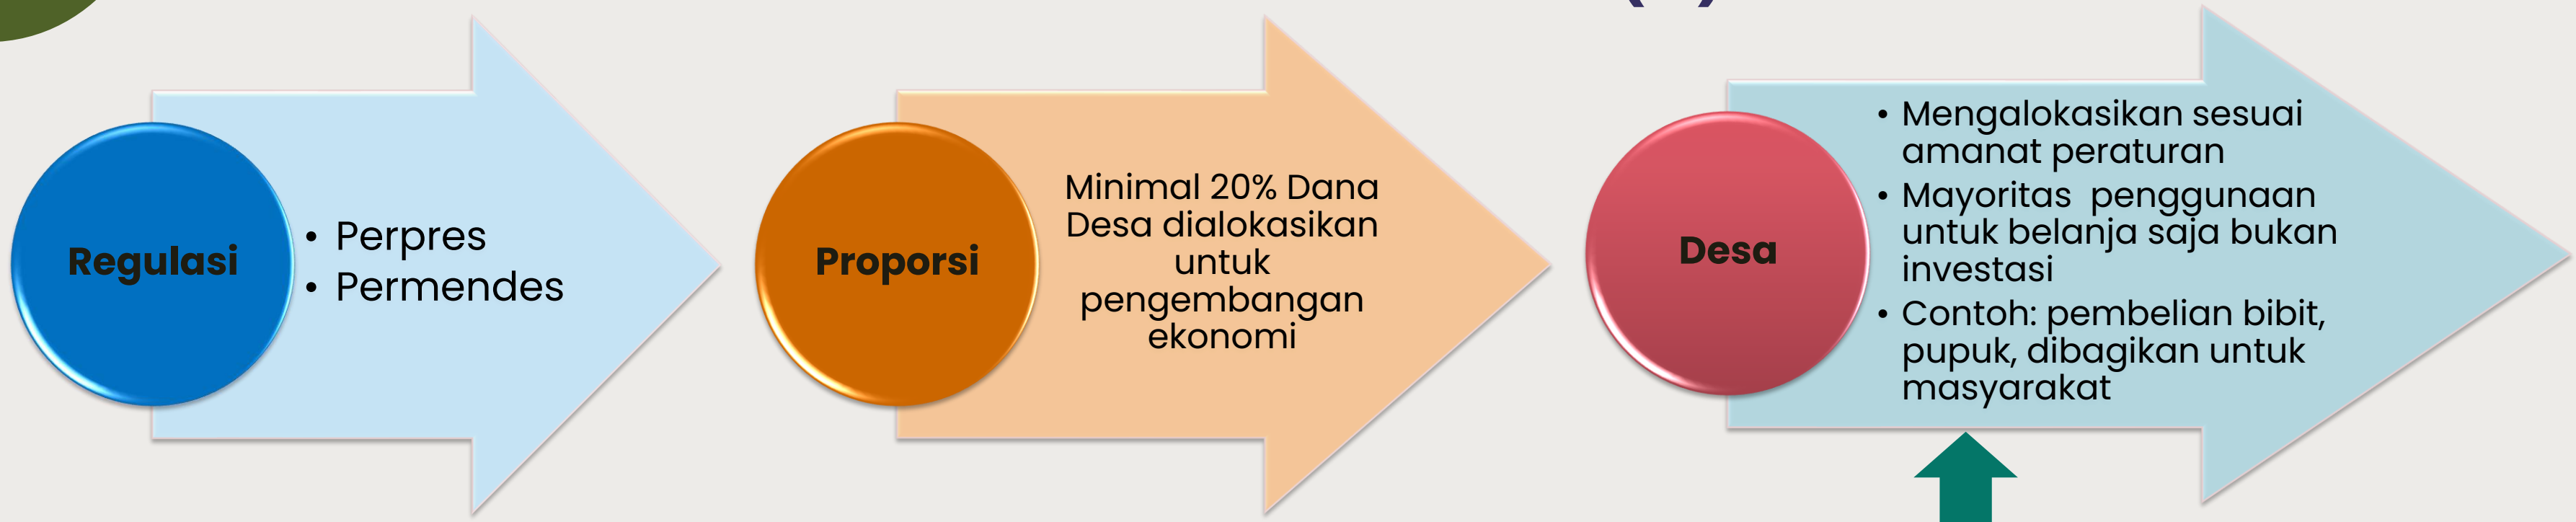 Regulasi
• Perpres
• Permendes
Proporsi
Minimal 20% Dana
Desa dialokasikan
untuk
pengembangan
ekonomi
Desa
• Mengalokasikan sesuai
amanat peraturan
• Mayoritas  penggunaan
untuk belanja saja bukan
investasi
• Contoh: pembelian bibit,
pupuk, dibagikan untuk
masyarakat